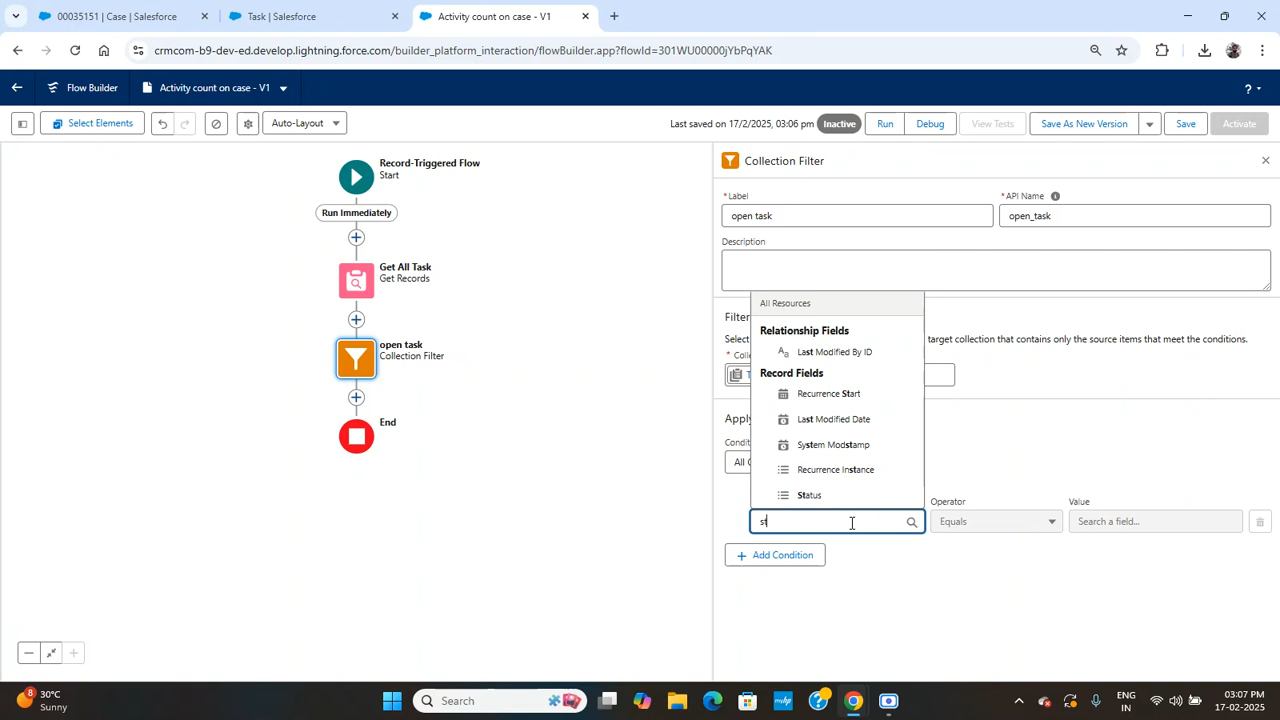 00035151 | Case | Salesforce
Task | Salesforce
Activity count on case - V1
crmcom-b9-dev-ed.develop.lightning.force.com/builder_platform_interaction/flowBuilder.app?flowId=301WU00000jYbPqYAK
Flow Builder
Activity count on case - V1
?
Select Elements
Auto-Layout
Last saved on 17/2/2025, 03:06 pm
Inactive
Run
Debug
View Tests
Save As New Version
Save
Activate
Record-Triggered Flow
Start
Run Immediately
Get All Task
Get Records
open task
Collection Filter
End
Collection Filter
*Label
*API Name
open task
open_task
Description
All Resources
Relationship Fields
Last Modified By ID
Record Fields
Recurrence Start
Last Modified Date
System Modstamp
Recurrence Instance
Status
Filter
Select
target collection that contains only the source items that meet the conditions.
* Colle
T
Apply
Condit
All C
Operator
Value
st
Equals
Search a field...
+ Add Condition
8
30°C
Sunny
Search
ENG
IN
03:07 PM
17-02-2025